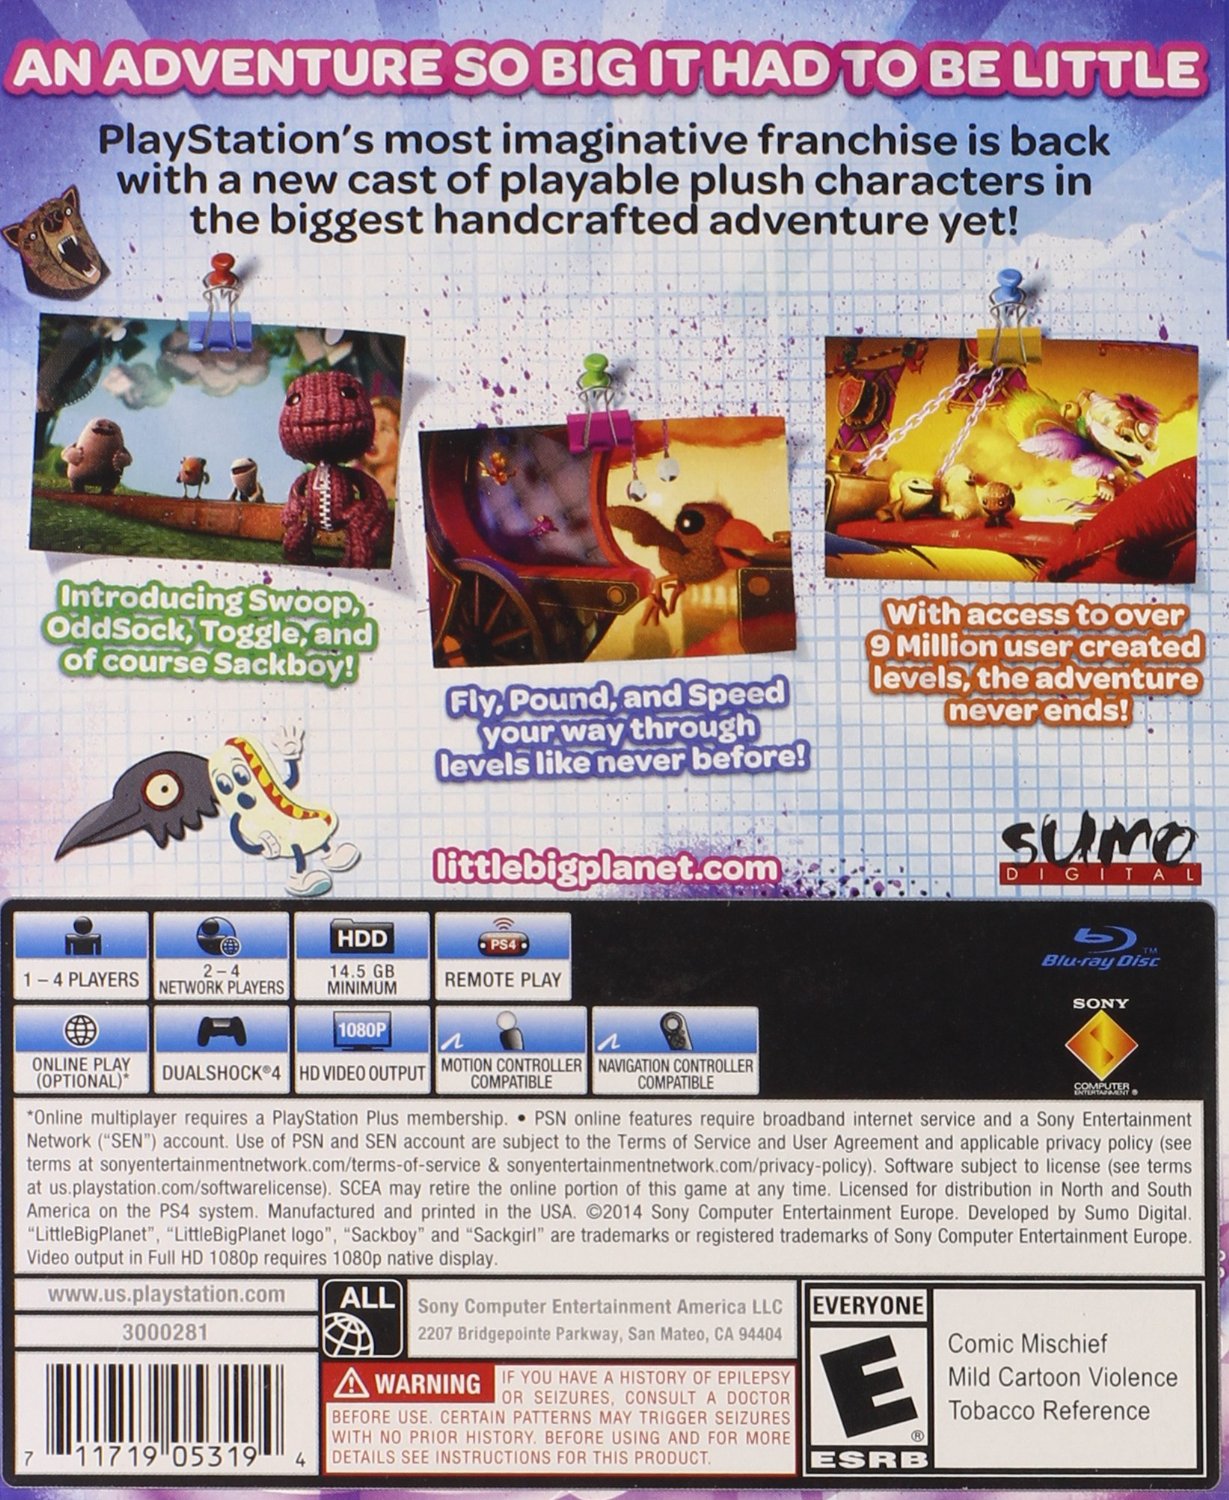 AN ADVENTURE SO BIG IT HAD TO BE LITTLE
PlayStation's most imaginative franchise is back
with a new cast of playable plush characters in
the biggest handcrafted adventure yet!
Introducing Swoop,
OddSock, Toggle, and
of course Sackboy!
Fly, Pound, and Speed
your way through
levels like never before!
With access to over
9 Million user created
levels, the adventure
never ends!
littlebigplanet.com
sumo
DIGITAL
1 – 4 PLAYERS
2 – 4
NETWORK PLAYERS
HDD
14.5 GB
MINIMUM
PS4
REMOTE PLAY
Blu-ray Disc™
ONLINE PLAY
(OPTIONAL)*
DUALSHOCK®4
1080P
HD VIDEO OUTPUT
MOTION CONTROLLER
COMPATIBLE
NAVIGATION CONTROLLER
COMPATIBLE
SONY
COMPUTER
ENTERTAINMENT®
*Online multiplayer requires a PlayStation Plus membership. • PSN online features require broadband internet service and a Sony Entertainment
Network (“SEN”) account. Use of PSN and SEN account are subject to the Terms of Service and User Agreement and applicable privacy policy (see
terms at sonyentertainmentnetwork.com/terms-of-service & sonyentertainmentnetwork.com/privacy-policy). Software subject to license (see terms
at us.playstation.com/softwarelicense). SCEA may retire the online portion of this game at any time. Licensed for distribution in North and South
America on the PS4 system. Manufactured and printed in the USA. ©2014 Sony Computer Entertainment Europe. Developed by Sumo Digital.
“LittleBigPlanet”, “LittleBigPlanet logo”, “Sackboy” and “Sackgirl” are trademarks or registered trademarks of Sony Computer Entertainment Europe.
Video output in Full HD 1080p requires 1080p native display.
www.us.playstation.com
3000281
7 11719 05319 4
ALL
Sony Computer Entertainment America LLC
2207 Bridgepointe Parkway, San Mateo, CA 94404
WARNING
IF YOU HAVE A HISTORY OF EPILEPSY
OR SEIZURES, CONSULT A DOCTOR
BEFORE USE. CERTAIN PATTERNS MAY TRIGGER SEIZURES
WITH NO PRIOR HISTORY. BEFORE USING AND FOR MORE
DETAILS SEE INSTRUCTIONS FOR THIS PRODUCT.
EVERYONE
E®
ESRB
Comic Mischief
Mild Cartoon Violence
Tobacco Reference